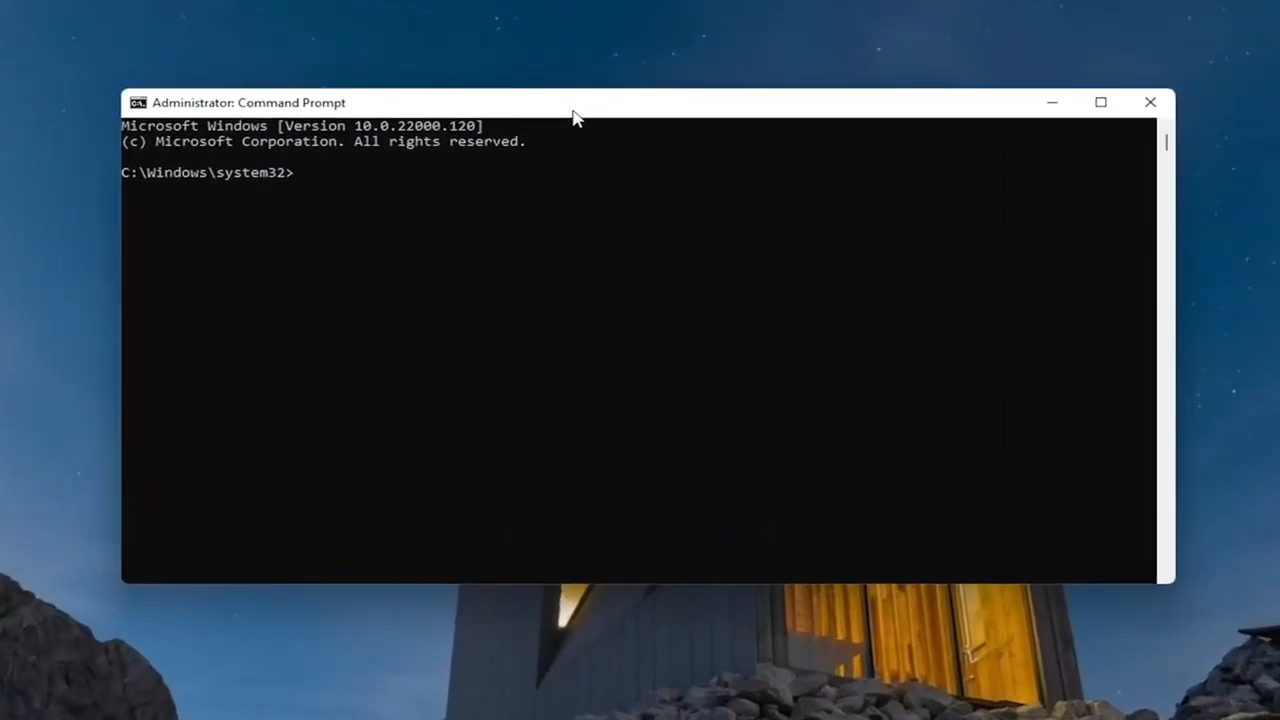 Administrator: Command Prompt
Microsoft Windows [Version 10.0.22000.120]
(c) Microsoft Corporation. All rights reserved.
C:\Windows\system32>